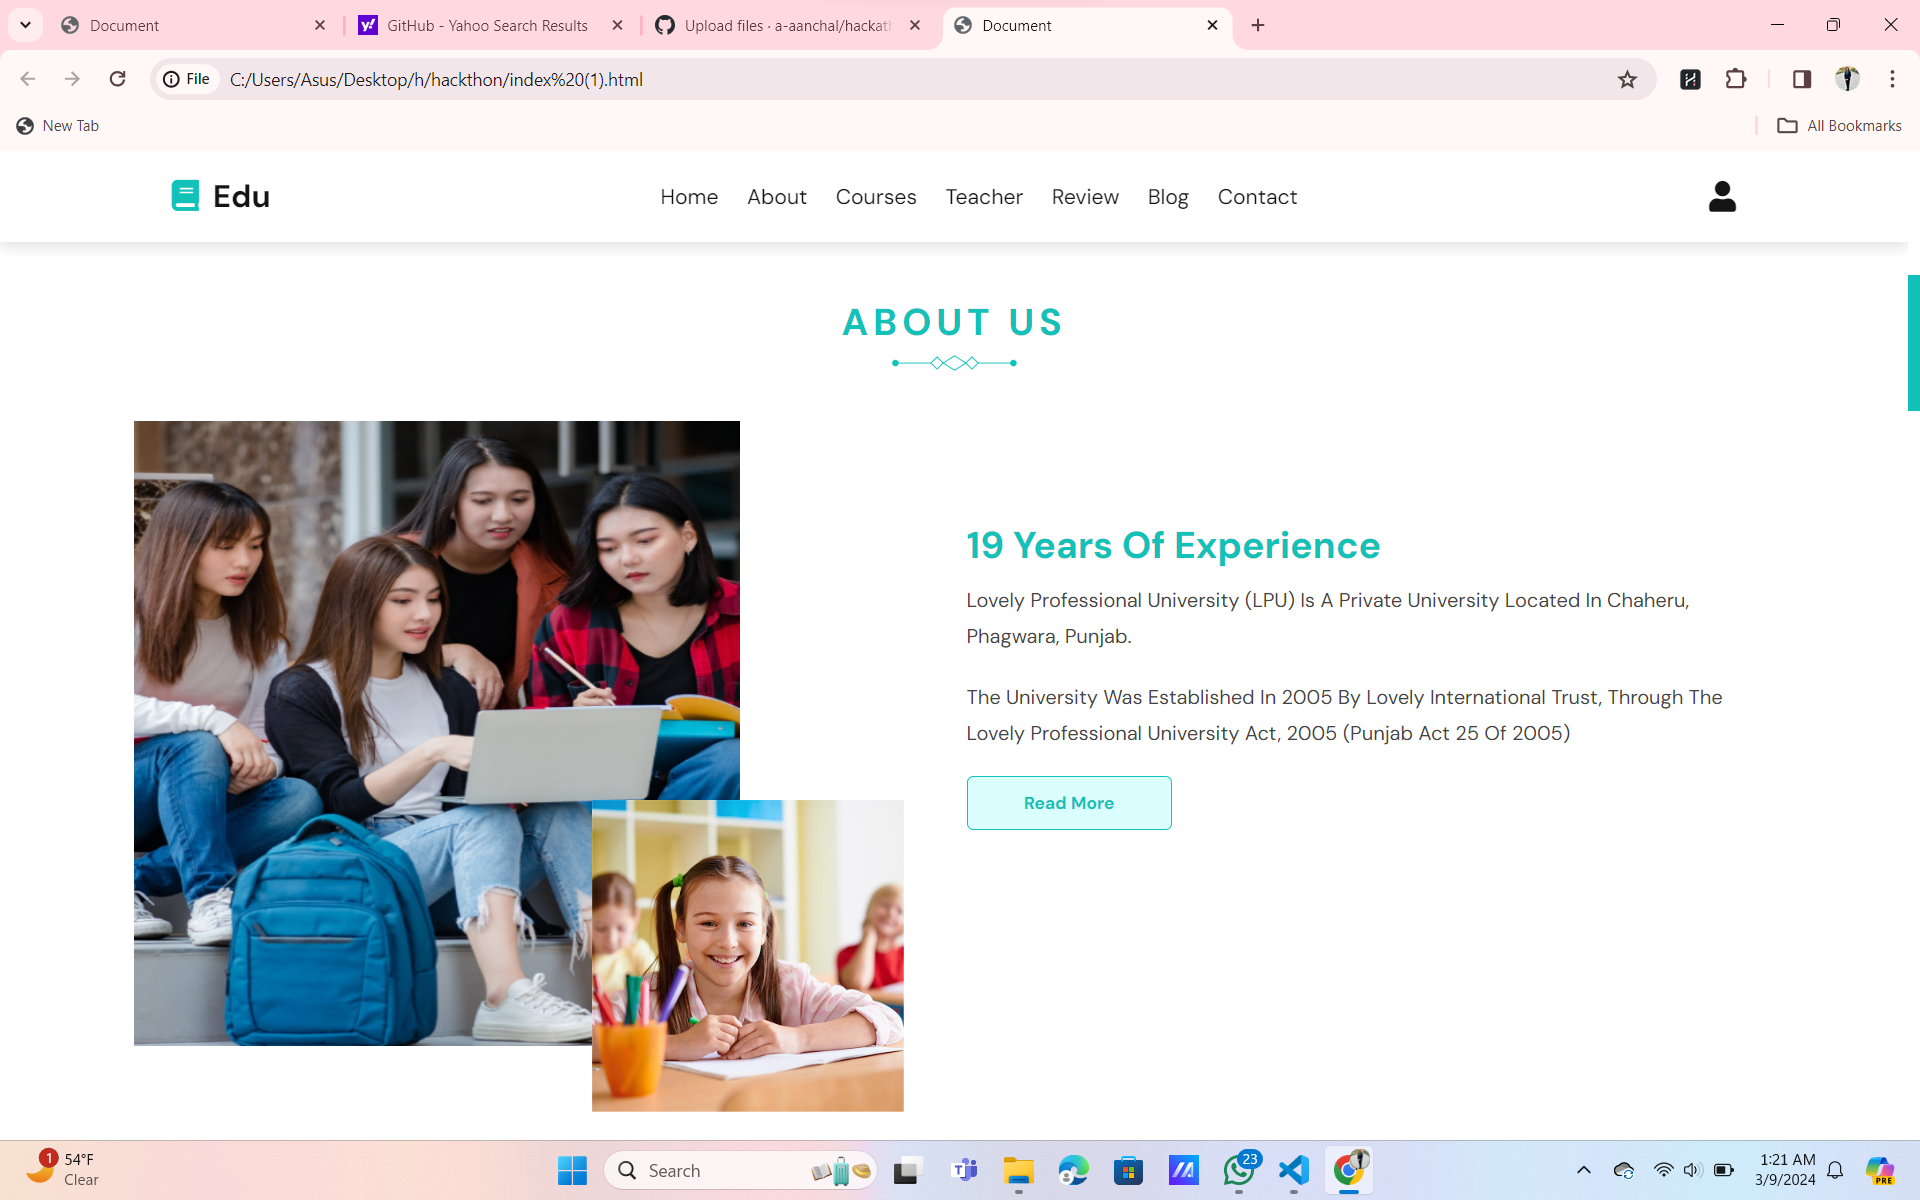 Document
GitHub - Yahoo Search Results
Upload files · a-aanchal/hackath
Document
File
C:/Users/Asus/Desktop/h/hackthon/index%20(1).html
New Tab
All Bookmarks
Edu
Home About Courses Teacher Review Blog Contact
ABOUT US
19 Years Of Experience
Lovely Professional University (LPU) Is A Private University Located In Chaheru,
Phagwara, Punjab.
The University Was Established In 2005 By Lovely International Trust, Through The
Lovely Professional University Act, 2005 (Punjab Act 25 Of 2005)
Read More
1
54°F
Clear
Search
23
1:21 AM
3/9/2024
PRE